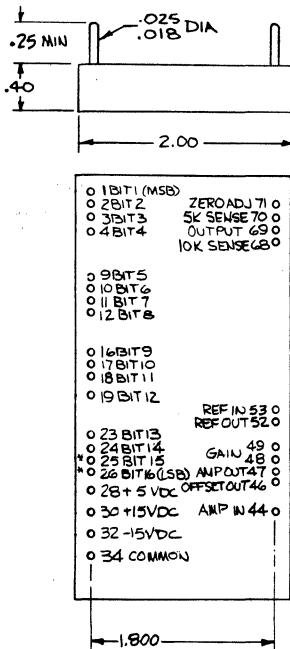 .025
.018 DIA
.25 MIN
.40
2.00
1 BIT 1 (MSB)
2 BIT 2
3 BIT 3
4 BIT 4
ZERO ADJ 71
5K SENSE 70
OUTPUT 69
10K SENSE 68
9 BIT 5
10 BIT 6
11 BIT 7
12 BIT 8
16 BIT 9
17 BIT 10
18 BIT 11
19 BIT 12
REF IN 53
REF OUT 52
23 BIT 13
24 BIT 14
* 25 BIT 15
* 26 BIT 16 (LSB)
28 + 5 VDC
30 +15VDC
32 -15VDC
34 COMMON
49
GAIN 48
AMP OUT 47
OFFSET OUT 46
AMP IN 44
1.800